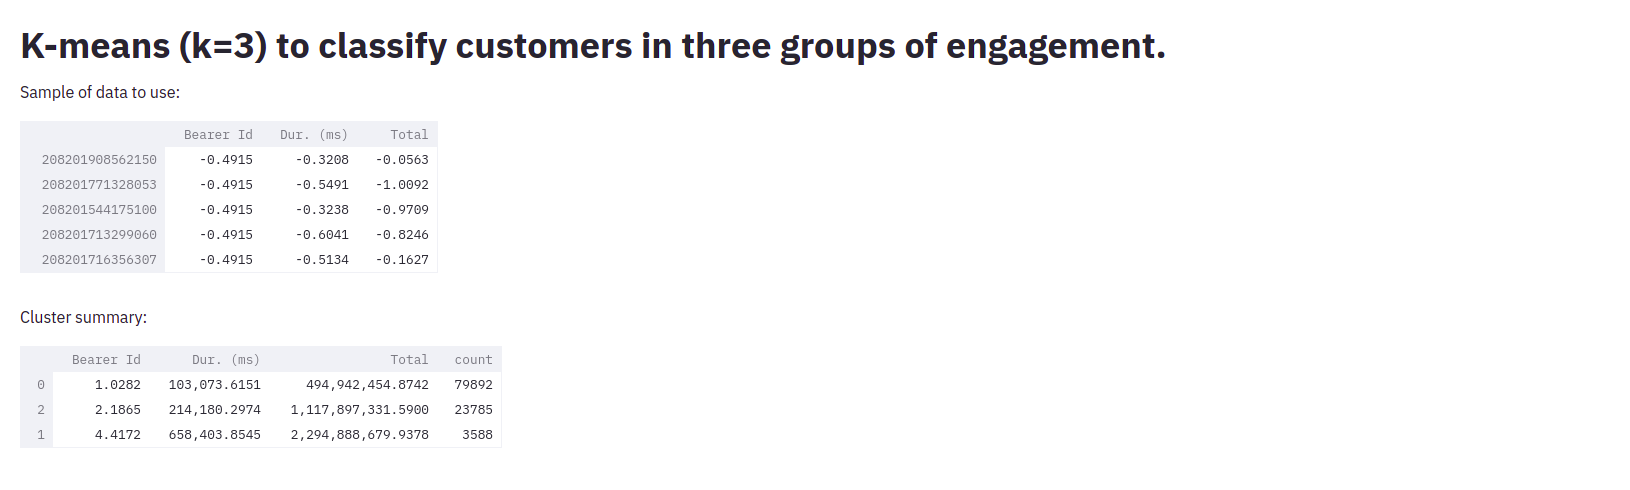 K-means (k=3) to classify customers in three groups of engagement.
Sample of data to use:
Bearer Id Dur. (ms) Total
208201908562150 -0.4915 -0.3208 -0.0563
208201771328053 -0.4915 -0.5491 -1.0092
208201544175100 -0.4915 -0.3238 -0.9709
208201713299060 -0.4915 -0.6041 -0.8246
208201716356307 -0.4915 -0.5134 -0.1627
Cluster summary:
Bearer Id Dur. (ms) Total count
0 1.0282 103,073.6151 494,942,454.8742 79892
2 2.1865 214,180.2974 1,117,897,331.5900 23785
1 4.4172 658,403.8545 2,294,888,679.9378 3588